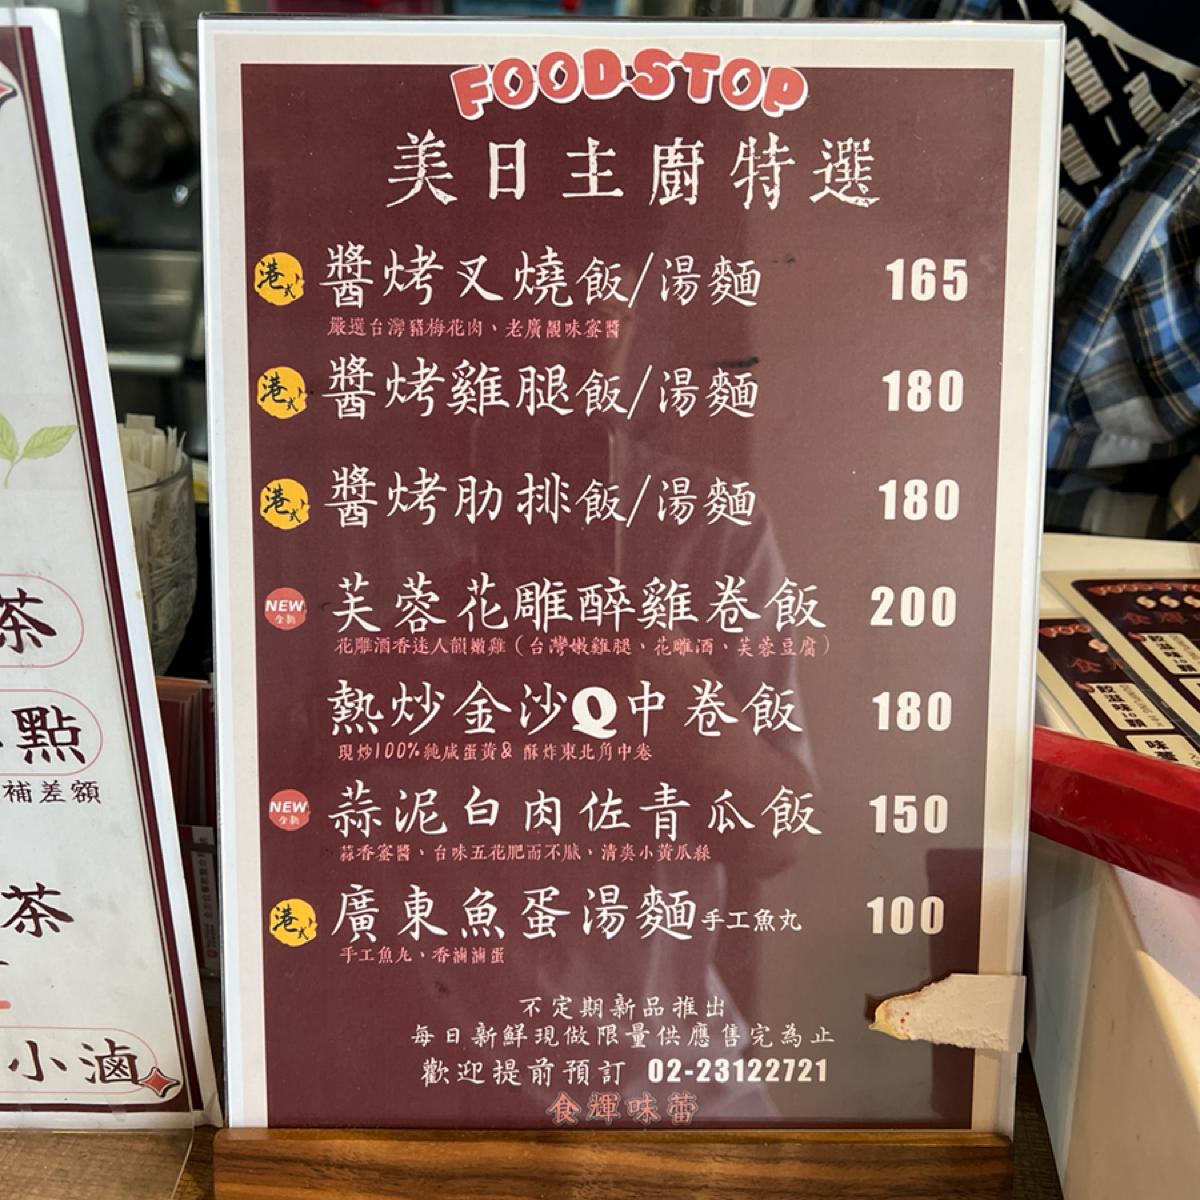 FOODSTOP
美日主廚特選
港式 醬烤叉燒飯/湯麵 165
嚴選台灣豬梅花肉、老廣靚味蜜醬
港式 醬烤雞腿飯/湯麵 180
港式 醬烤肋排飯/湯麵 180
NEW 全新 芙蓉花雕醉雞卷飯 200
花雕酒香迷人韻嫩雞(台灣嫩雞腿、花雕酒、芙蓉豆腐)
熱炒金沙Q中卷飯 180
現炒100%純咸蛋黃& 酥炸東北角中卷
NEW 全新 蒜泥白肉佐青瓜飯 150
蒜香蜜醬、台味五花肥而不膩、清爽小黃瓜絲
港式 廣東魚蛋湯麵手工魚丸 100
手工魚丸、香滷滷蛋
不定期新品推出
每日新鮮現做限量供應售完為止
歡迎提前預訂 02-23122721
食輝味蕾
茶
點
補差額
茶
小滷